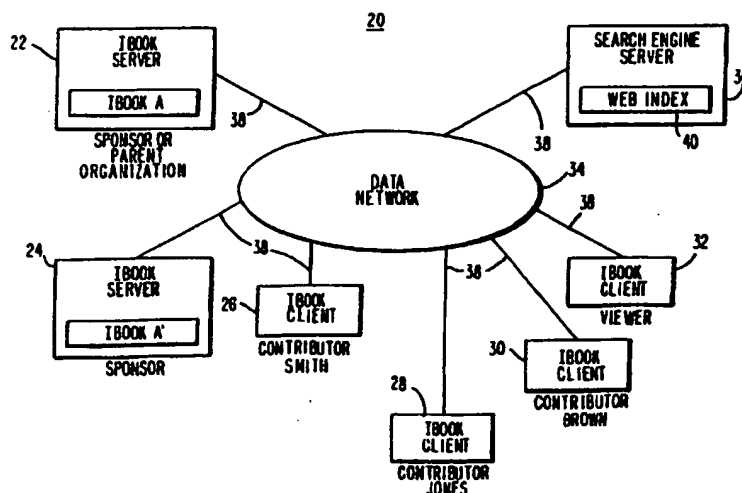 20
22
IBOOK
SERVER
IBOOK A
SPONSOR OR
PARENT
ORGANIZATION
38
SEARCH ENGINE
SERVER
WEB INDEX
40
38
DATA
NETWORK
34
38
24
IBOOK
SERVER
IBOOK A'
SPONSOR
38
26
IBOOK
CLIENT
CONTRIBUTOR
SMITH
38
32
IBOOK
CLIENT
VIEWER
30
IBOOK
CLIENT
CONTRIBUTOR
BROWN
28
IBOOK
CLIENT
CONTRIBUTOR
JONES